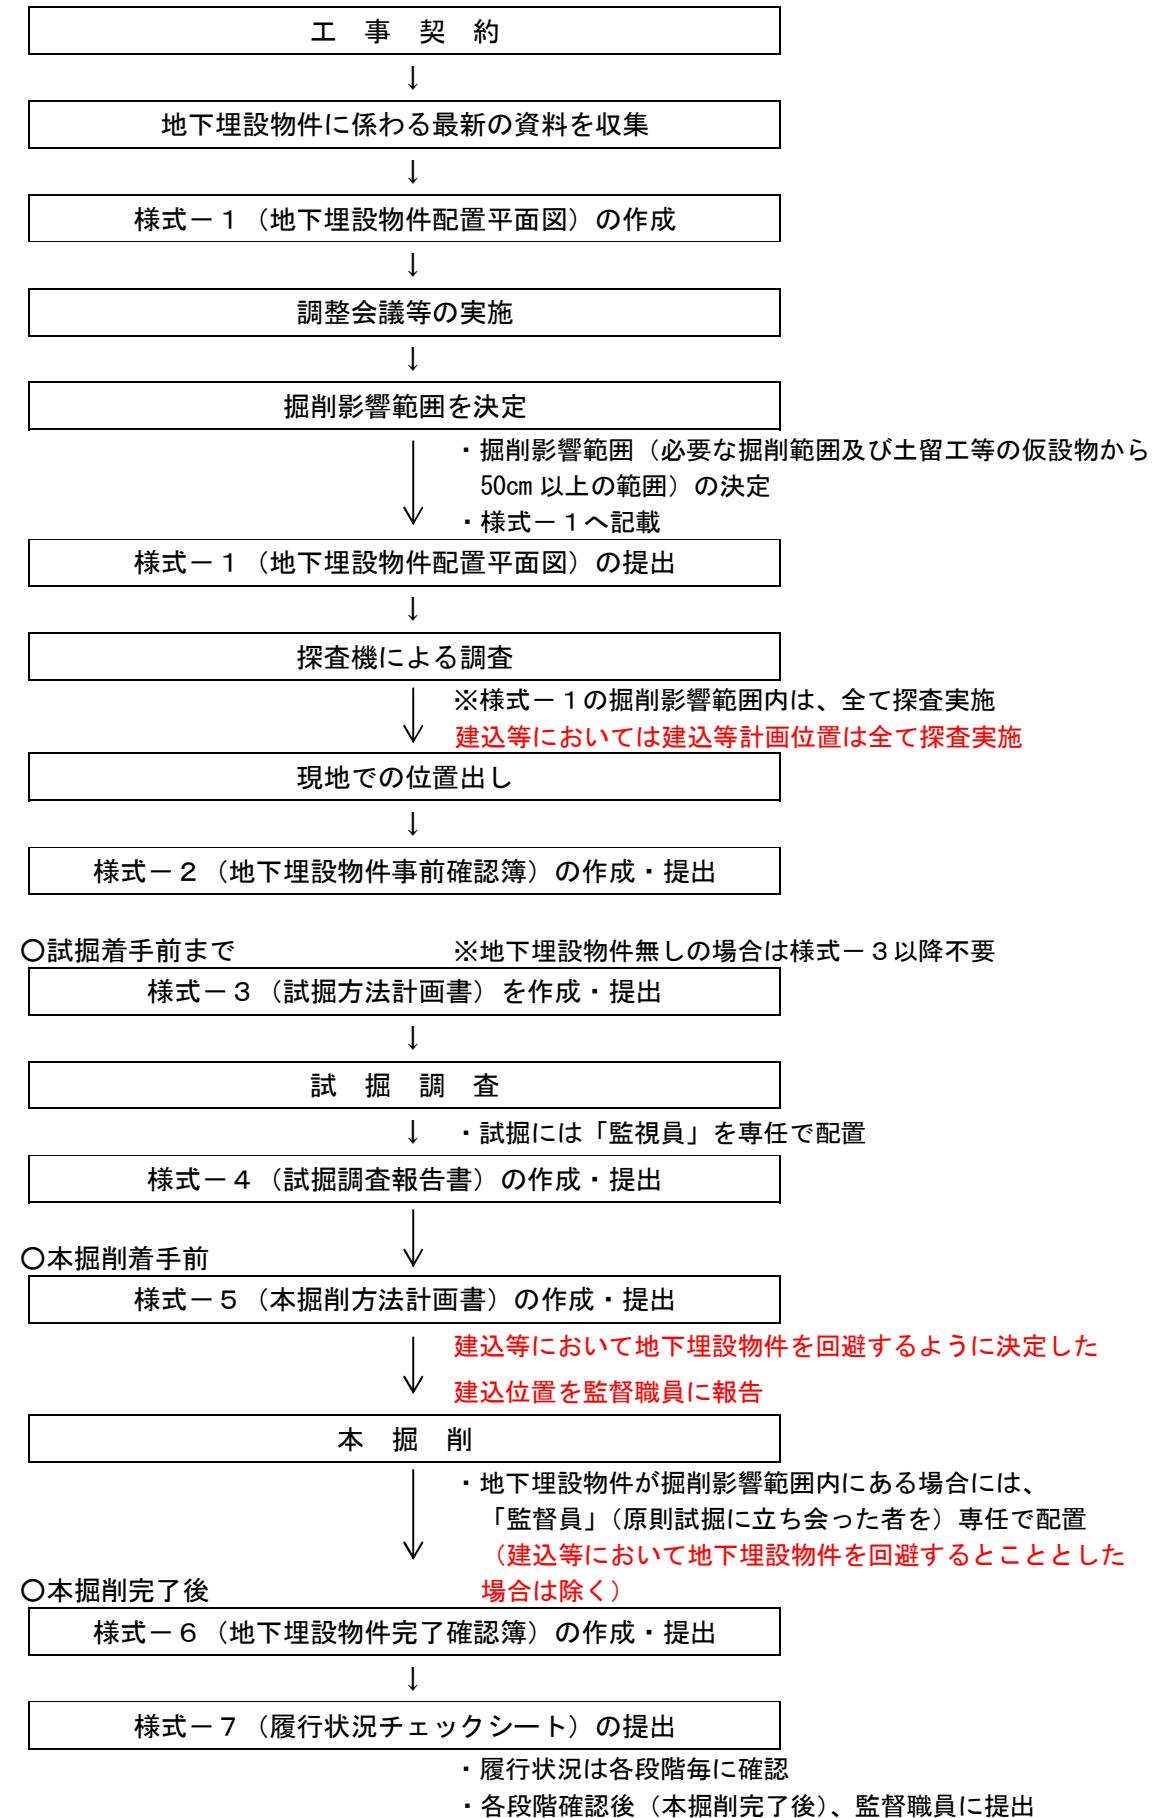 工　事　契　約
↓
地下埋設物件に係わる最新の資料を収集
↓
様式－１（地下埋設物件配置平面図）の作成
↓
調整会議等の実施
↓
掘削影響範囲を決定
・掘削影響範囲（必要な掘削範囲及び土留工等の仮設物から
50cm 以上の範囲）の決定
・様式－１へ記載
様式－１（地下埋設物件配置平面図）の提出
↓
探査機による調査
※様式－１の掘削影響範囲内は、全て探査実施
建込等においては建込等計画位置は全て探査実施
現地での位置出し
↓
様式－２（地下埋設物件事前確認簿）の作成・提出
〇試掘着手前まで　　　　　　　　※地下埋設物件無しの場合は様式－３以降不要
様式－３（試掘方法計画書）を作成・提出
↓
試　掘　調　査
↓　・試掘には「監視員」を専任で配置
様式－４（試掘調査報告書）の作成・提出
〇本掘削着手前
様式－５（本掘削方法計画書）の作成・提出
建込等において地下埋設物件を回避するように決定した
建込位置を監督職員に報告
本　掘　削
・地下埋設物件が掘削影響範囲内にある場合には、
「監督員」（原則試掘に立ち会った者を）専任で配置
（建込等において地下埋設物件を回避するとこととした
〇本掘削完了後　　　　　　　　　　場合は除く）
様式－６（地下埋設物件完了確認簿）の作成・提出
↓
様式－７（履行状況チェックシート）の提出
・履行状況は各段階毎に確認
・各段階確認後（本掘削完了後）、監督職員に提出